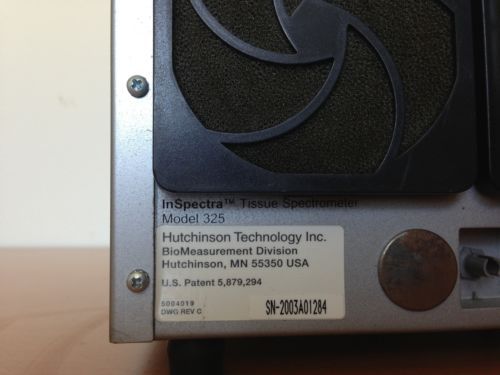 InSpectra™ Tissue Spectrometer
Model 325
Hutchinson Technology Inc.
BioMeasurement Division
Hutchinson, MN 55350 USA
U.S. Patent 5,879,294
5004019
DWG REV C
SN-2003A01284